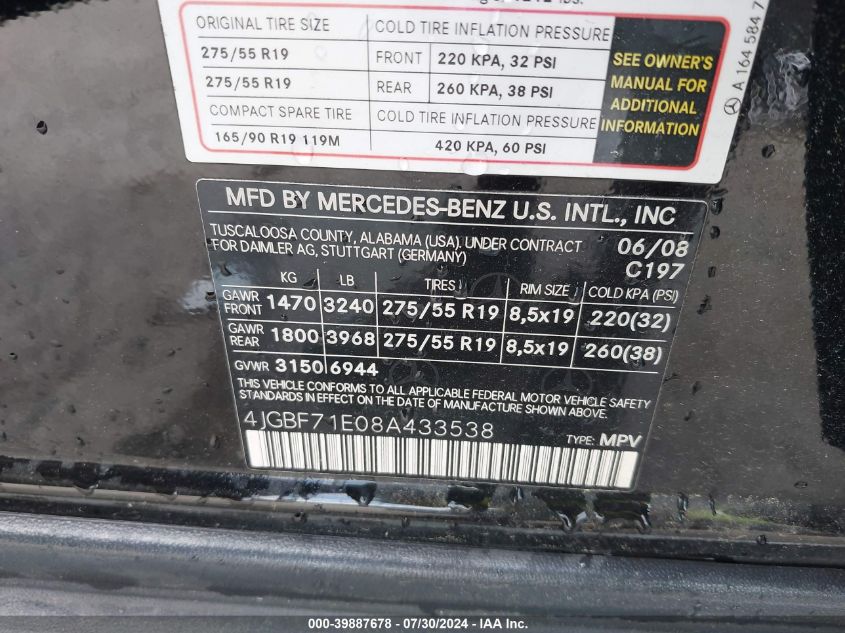 ORIGINAL TIRE SIZE COLD TIRE INFLATION PRESSURE
275/55 R19 FRONT 220 KPA, 32 PSI
275/55 R19 REAR 260 KPA, 38 PSI
COMPACT SPARE TIRE COLD TIRE INFLATION PRESSURE
165/90 R19 119M 420 KPA, 60 PSI
SEE OWNER'S
MANUAL FOR
ADDITIONAL
INFORMATION
A 164 584 7
MFD BY MERCEDES-BENZ U.S. INTL., INC
TUSCALOOSA COUNTY, ALABAMA (USA). UNDER CONTRACT 06/08
FOR DAIMLER AG, STUTTGART (GERMANY) C197
KG LB TIRES RIM SIZE COLD KPA (PSI)
GAWR FRONT 1470 3240 275/55 R19 8,5x19 220(32)
GAWR REAR 1800 3968 275/55 R19 8,5x19 260(38)
GVWR 3150 6944
THIS VEHICLE CONFORMS TO ALL APPLICABLE FEDERAL MOTOR VEHICLE SAFETY
STANDARDS IN EFFECT ON THE DATE OF MANUFACTURE SHOWN ABOVE.
4JGBF71E08A433538 TYPE: MPV
000-39887678 / 07/30/2024 - IAA Inc.